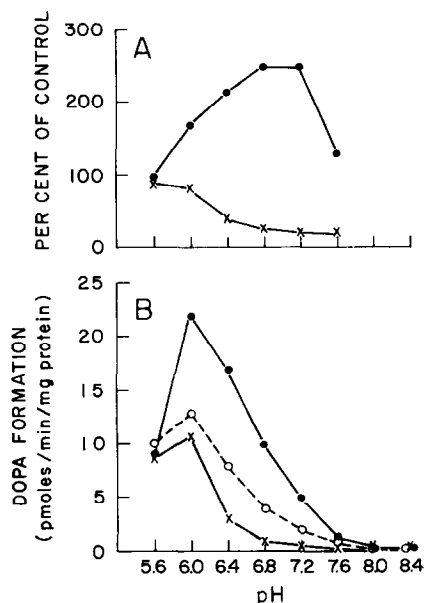 A
PER CENT OF CONTROL
300
200
100
0
B
DOPA FORMATION
(pmoles/min/mg protein)
25
20
15
10
5
0
5.6 6.0 6.4 6.8 7.2 7.6 8.0 8.4
pH